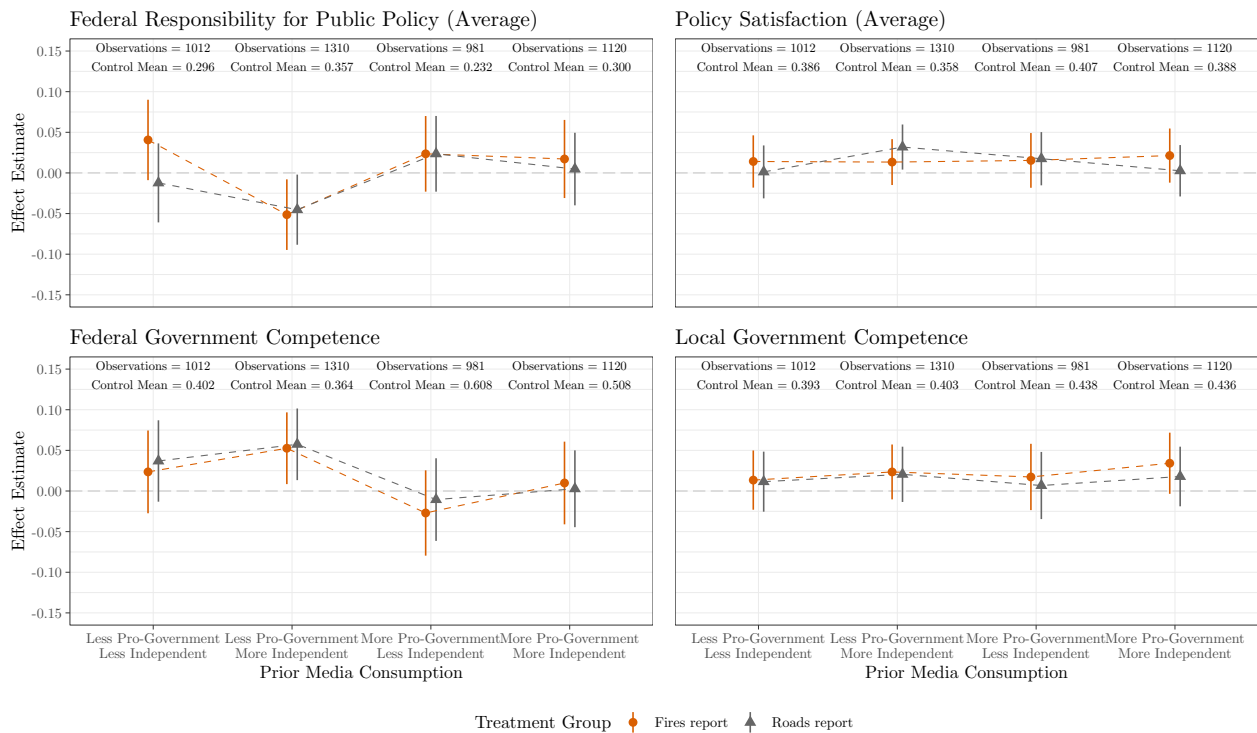 Federal Responsibility for Public Policy (Average)
Observations = 1012 Observations = 1310 Observations = 981 Observations = 1120
Control Mean = 0.296 Control Mean = 0.357 Control Mean = 0.232 Control Mean = 0.300
0.15
0.10
0.05
0.00
-0.05
-0.10
-0.15
Effect Estimate
Policy Satisfaction (Average)
Observations = 1012 Observations = 1310 Observations = 981 Observations = 1120
Control Mean = 0.386 Control Mean = 0.358 Control Mean = 0.407 Control Mean = 0.388
Federal Government Competence
Observations = 1012 Observations = 1310 Observations = 981 Observations = 1120
Control Mean = 0.402 Control Mean = 0.364 Control Mean = 0.608 Control Mean = 0.508
0.15
0.10
0.05
0.00
-0.05
-0.10
-0.15
Effect Estimate
Less Pro-Government Less Pro-Government More Pro-Government More Pro-Government
Less Independent More Independent Less Independent More Independent
Prior Media Consumption
Local Government Competence
Observations = 1012 Observations = 1310 Observations = 981 Observations = 1120
Control Mean = 0.393 Control Mean = 0.403 Control Mean = 0.438 Control Mean = 0.436
Less Pro-Government Less Pro-Government More Pro-Government More Pro-Government
Less Independent More Independent Less Independent More Independent
Prior Media Consumption
Treatment Group Fires report Roads report